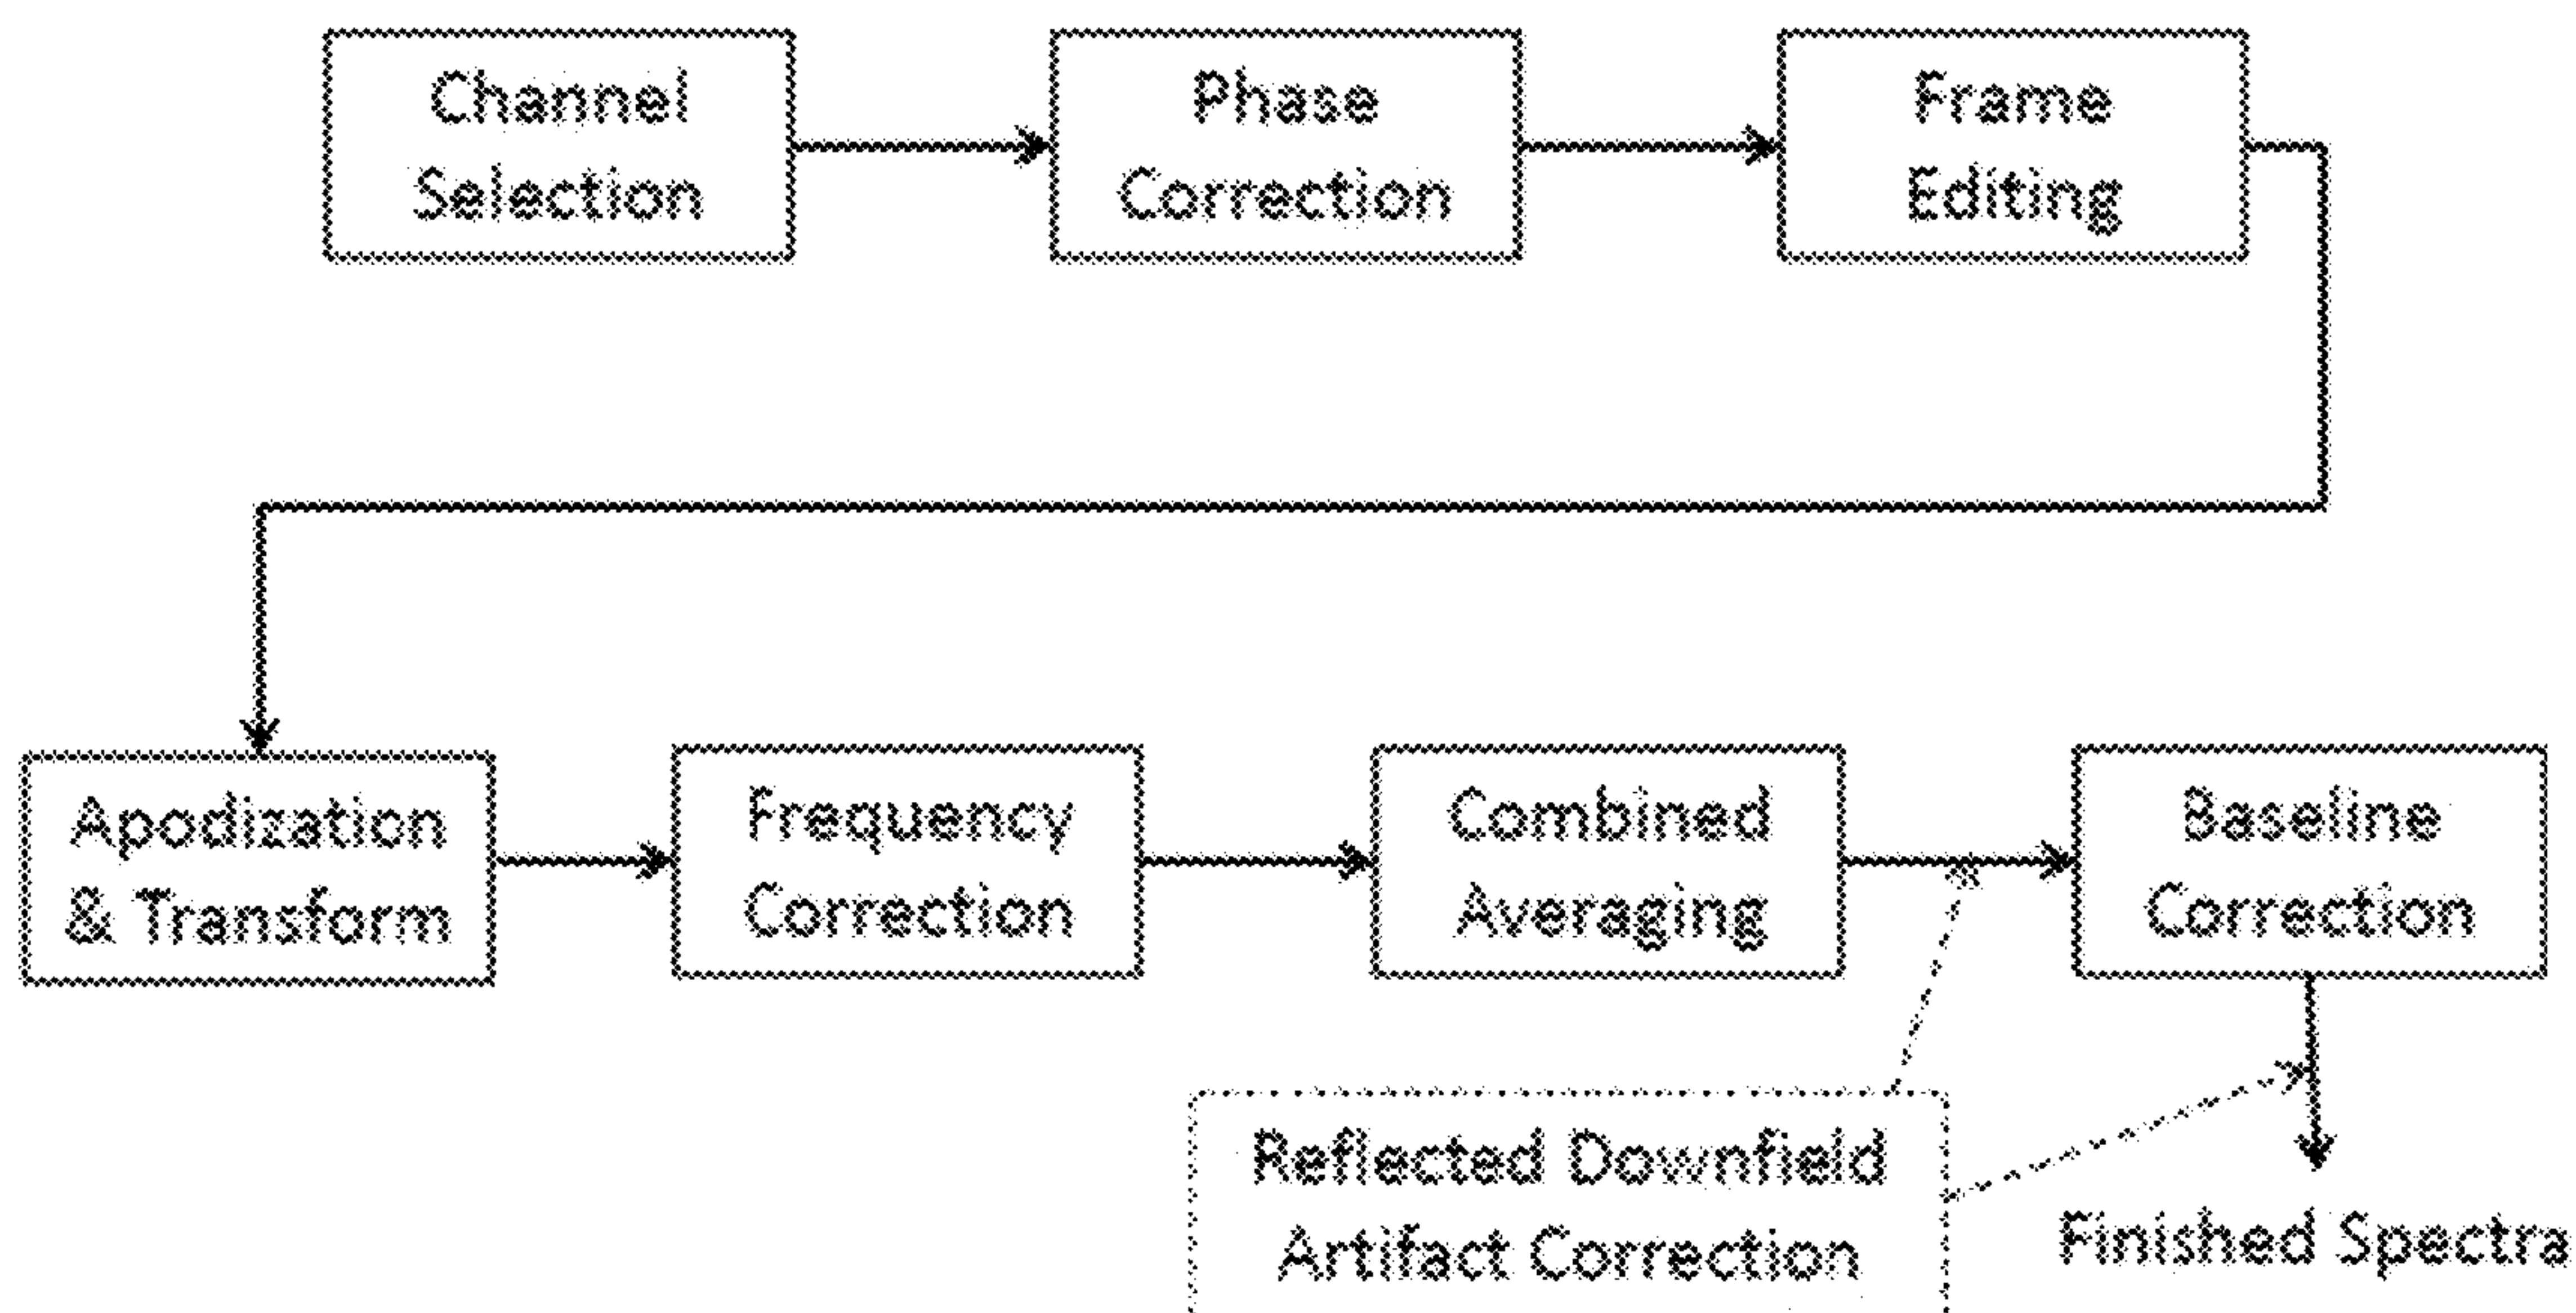 Channel
Selection
Phase
Correction
Frame
Editing
Apodization
& Transform
Frequency
Correction
Combined
Averaging
Baseline
Correction
Reflected Downfield
Artifact Correction
Finished Spectra